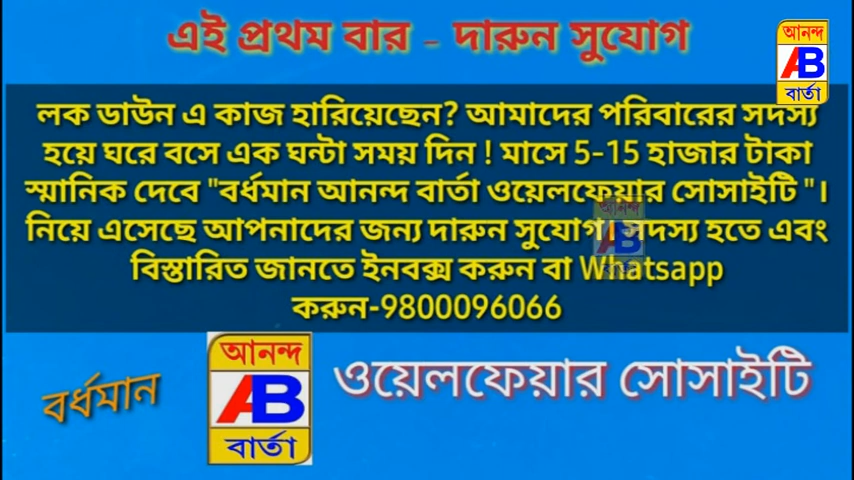 এই প্রথম বার - দারুন সুযোগ
আনন্দ
AB
বার্তা
লক ডাউন এ কাজ হারিয়েছেন? আমাদের পরিবারের সদস্য
হয়ে ঘরে বসে এক ঘন্টা সময় দিন ! মাসে 5-15 হাজার টাকা
স্মানিক দেবে "বর্ধমান আনন্দ বার্তা ওয়েলফেয়ার সোসাইটি "।
নিয়ে এসেছে আপনাদের জন্য দারুন সুযোগ। সদস্য হতে এবং
বিস্তারিত জানতে ইনবক্স করুন বা Whatsapp
করুন-9800096066
আনন্দ
AB
বার্তা
বর্ধমান
আনন্দ
AB
বার্তা
ওয়েলফেয়ার সোসাইটি